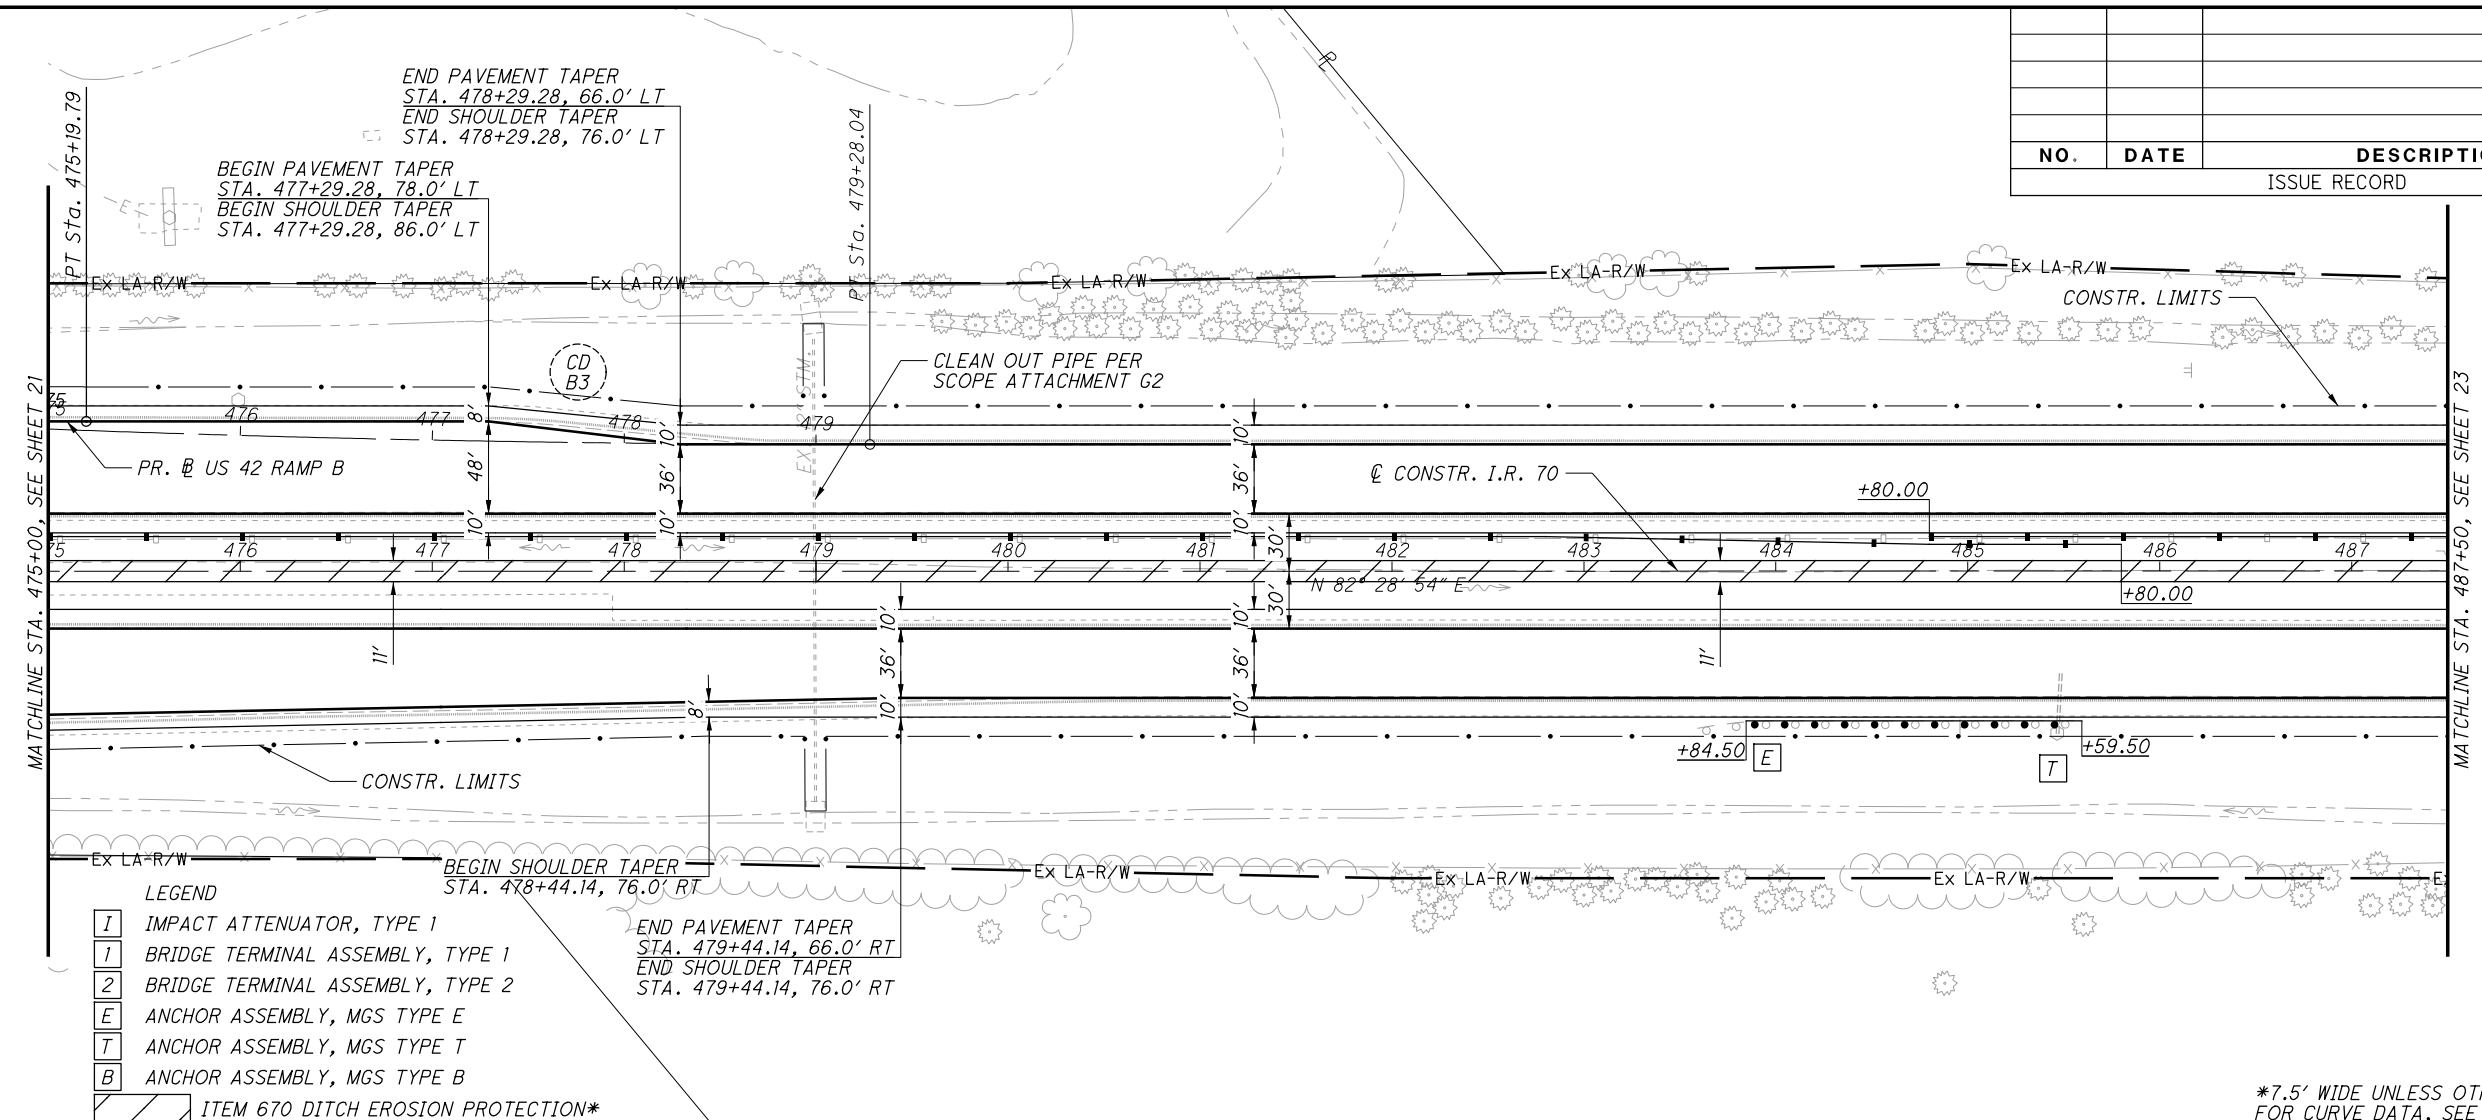 END PAVEMENT TAPER
STA. 478+29.28, 66.0' LT
END SHOULDER TAPER
STA. 478+29.28, 76.0' LT
BEGIN PAVEMENT TAPER
STA. 477+29.28, 78.0' LT
BEGIN SHOULDER TAPER
STA. 477+29.28, 86.0' LT
PT Sta. 475+19.79
PT Sta. 479+28.04
PL
NO. DATE DESCRIPTI
ISSUE RECORD
E
Ex LA-R/W
Ex LA-R/W
Ex LA-R/W
Ex LA-R/W
Ex LA-R/W
CONSTR. LIMITS
CD
B3
CLEAN OUT PIPE PER
SCOPE ATTACHMENT G2
MATCHLINE STA. 475+00, SEE SHEET 21
MATCHLINE STA. 487+50, SEE SHEET 23
75
476
477
478
479
8'
10'
10'
48'
36'
36'
PR. B US 42 RAMP B
℄ CONSTR. I.R. 70
+80.00
10'
10'
10'
30'
75
476
477
478
479
480
481
482
483
484
485
486
487
N 82° 28' 54" E
30'
+80.00
11'
10'
10'
11'
36'
36'
8'
10'
10'
+84.50
E
T
+59.50
CONSTR. LIMITS
Ex LA-R/W
Ex LA-R/W
Ex LA-R/W
Ex LA-R/W
BEGIN SHOULDER TAPER
STA. 478+44.14, 76.0' RT
END PAVEMENT TAPER
STA. 479+44.14, 66.0' RT
END SHOULDER TAPER
STA. 479+44.14, 76.0' RT
LEGEND
I IMPACT ATTENUATOR, TYPE 1
1 BRIDGE TERMINAL ASSEMBLY, TYPE 1
2 BRIDGE TERMINAL ASSEMBLY, TYPE 2
E ANCHOR ASSEMBLY, MGS TYPE E
T ANCHOR ASSEMBLY, MGS TYPE T
B ANCHOR ASSEMBLY, MGS TYPE B
ITEM 670 DITCH EROSION PROTECTION*
*7.5' WIDE UNLESS OT
FOR CURVE DATA, SEE